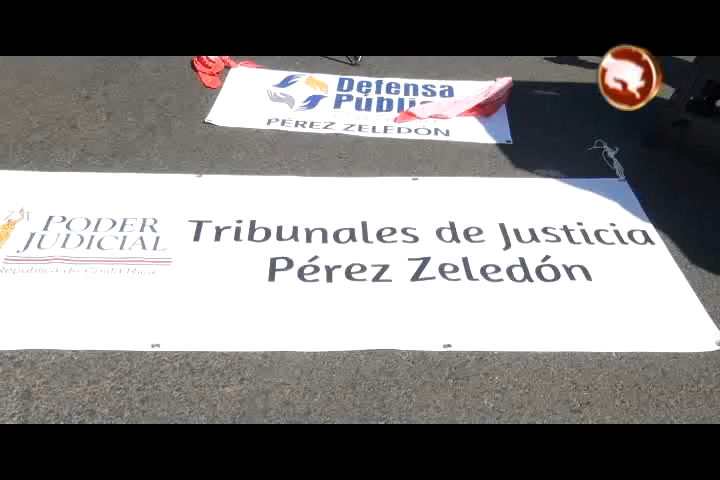 Defensa
Públi
PÉREZ ZELEDÓN
PODER
JUDICIAL
República de Costa Rica
Tribunales de Justicia
Pérez Zeledón